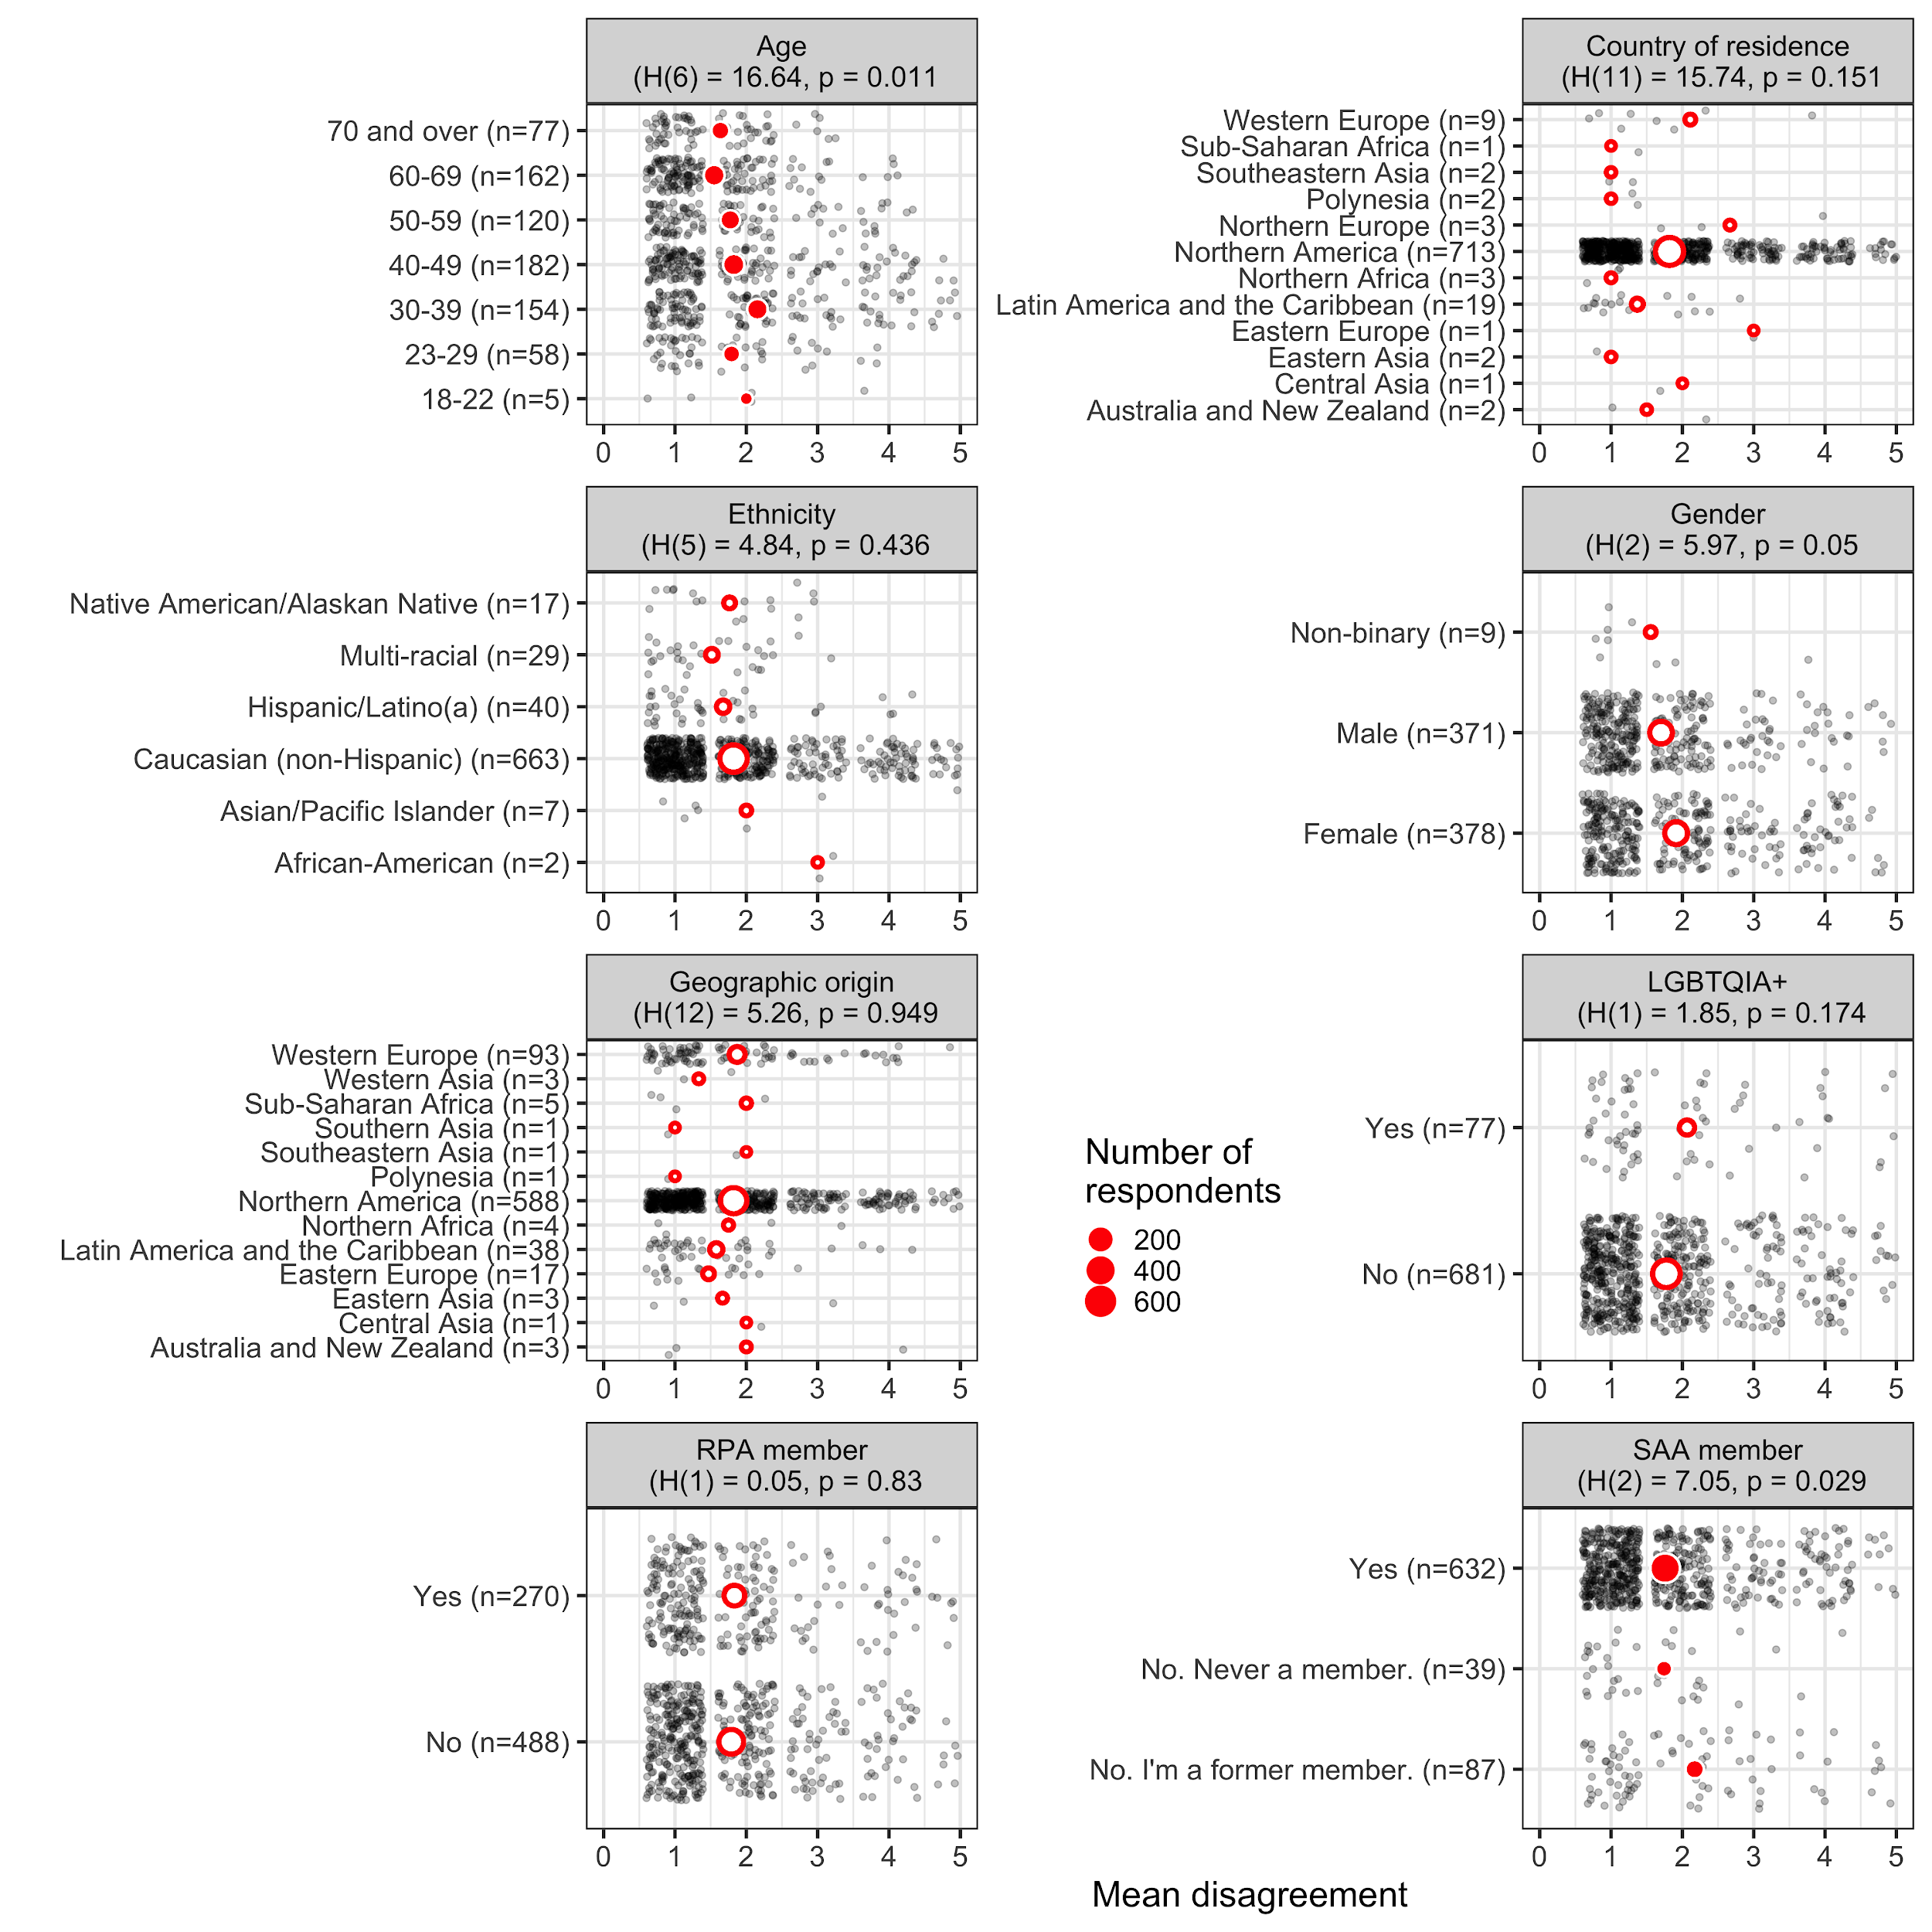 Age
(H(6) = 16.64, p = 0.011
70 and over (n=77)
60-69 (n=162)
50-59 (n=120)
40-49 (n=182)
30-39 (n=154)
23-29 (n=58)
18-22 (n=5)
0 1 2 3 4 5
Country of residence
(H(11) = 15.74, p = 0.151
Western Europe (n=9)
Sub-Saharan Africa (n=1)
Southeastern Asia (n=2)
Polynesia (n=2)
Northern Europe (n=3)
Northern America (n=713)
Northern Africa (n=3)
Latin America and the Caribbean (n=19)
Eastern Europe (n=1)
Eastern Asia (n=2)
Central Asia (n=1)
Australia and New Zealand (n=2)
0 1 2 3 4 5
Ethnicity
(H(5) = 4.84, p = 0.436
Native American/Alaskan Native (n=17)
Multi-racial (n=29)
Hispanic/Latino(a) (n=40)
Caucasian (non-Hispanic) (n=663)
Asian/Pacific Islander (n=7)
African-American (n=2)
0 1 2 3 4 5
Gender
(H(2) = 5.97, p = 0.05
Non-binary (n=9)
Male (n=371)
Female (n=378)
0 1 2 3 4 5
Geographic origin
(H(12) = 5.26, p = 0.949
Western Europe (n=93)
Western Asia (n=3)
Sub-Saharan Africa (n=5)
Southern Asia (n=1)
Southeastern Asia (n=1)
Polynesia (n=1)
Northern America (n=588)
Northern Africa (n=4)
Latin America and the Caribbean (n=38)
Eastern Europe (n=17)
Eastern Asia (n=3)
Central Asia (n=1)
Australia and New Zealand (n=3)
0 1 2 3 4 5
Number of
respondents
200
400
600
LGBTQIA+
(H(1) = 1.85, p = 0.174
Yes (n=77)
No (n=681)
0 1 2 3 4 5
RPA member
(H(1) = 0.05, p = 0.83
Yes (n=270)
No (n=488)
0 1 2 3 4 5
SAA member
(H(2) = 7.05, p = 0.029
Yes (n=632)
No. Never a member. (n=39)
No. I'm a former member. (n=87)
0 1 2 3 4 5
Mean disagreement